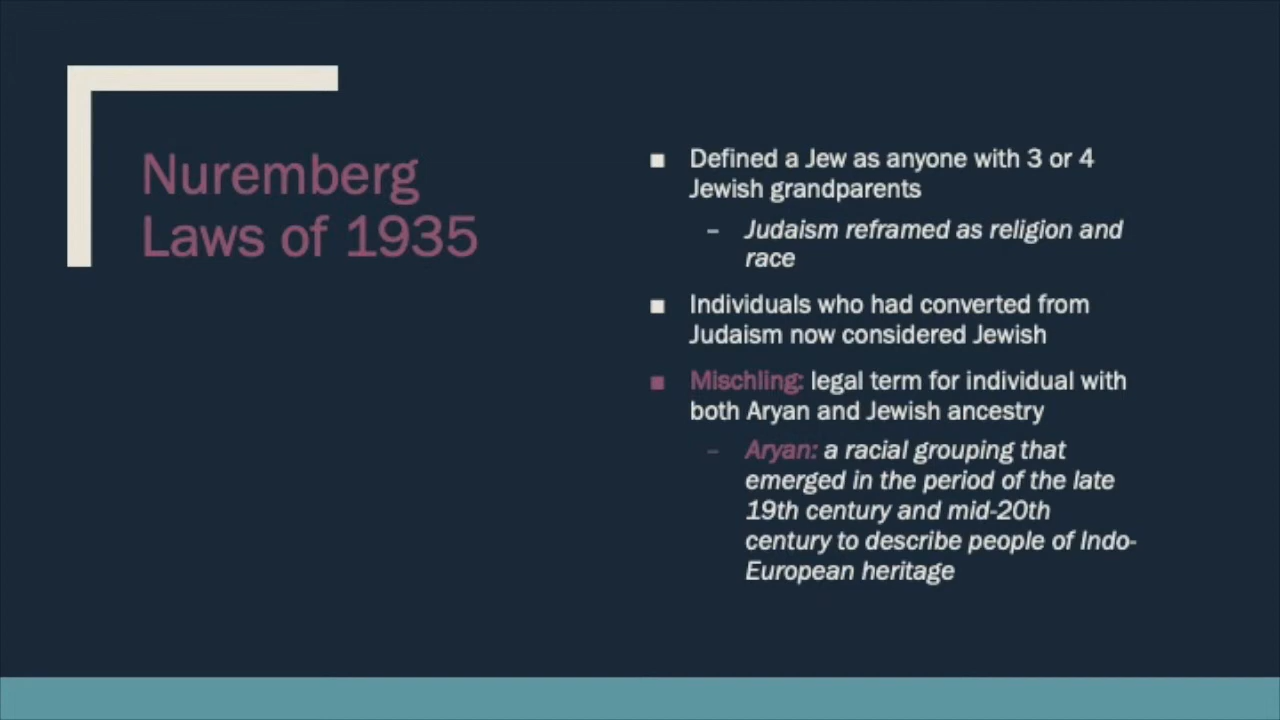 Nuremberg
Laws of 1935
■ Defined a Jew as anyone with 3 or 4
Jewish grandparents
– Judaism reframed as religion and
race
■ Individuals who had converted from
Judaism now considered Jewish
■ Mischling: legal term for individual with
both Aryan and Jewish ancestry
– Aryan: a racial grouping that
emerged in the period of the late
19th century and mid-20th
century to describe people of Indo-
European heritage